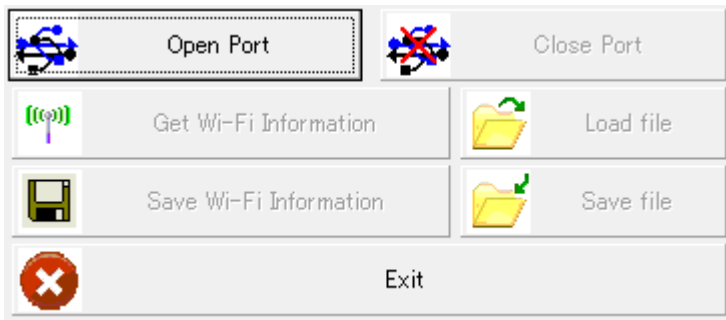 Open Port
Close Port
Get Wi-Fi Information
Load file
Save Wi-Fi Information
Save file
Exit